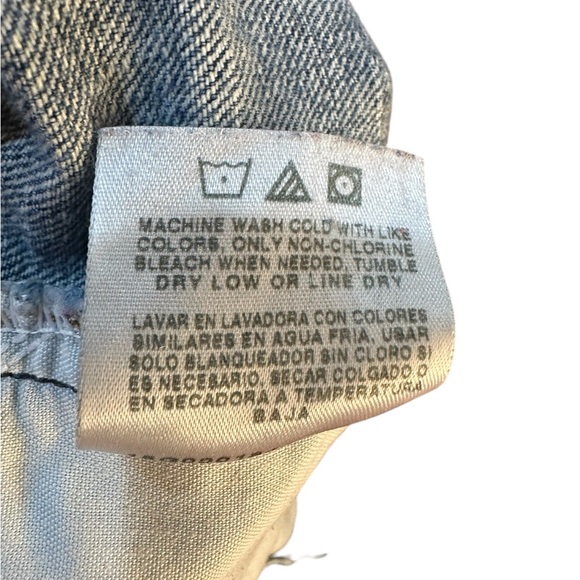 MACHINE WASH COLD WITH LIKE
COLORS, ONLY NON-CHLORINE
BLEACH WHEN NEEDED, TUMBLE
DRY LOW OR LINE DRY
LAVAR EN LAVADORA CON COLORES
SIMILARES EN AGUA FRIA, USAR
SOLO BLANQUEADOR SIN CLORO SI
ES NECESARIO, SECAR COLGADO O
EN SECADORA A TEMPERATURA
BAJA